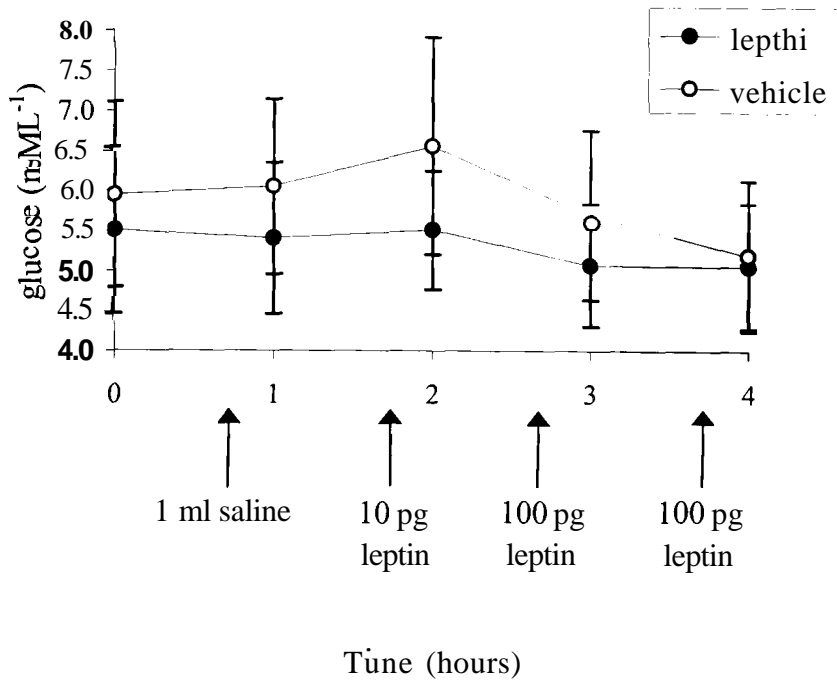 8.0
7.5
7.0
6.5
6.0
5.5
5.0
4.5
4.0
glucose (mML⁻¹)
lepthi
vehicle
0 1 2 3 4
1 ml saline
10 pg leptin
100 pg leptin
100 pg leptin
Tune (hours)